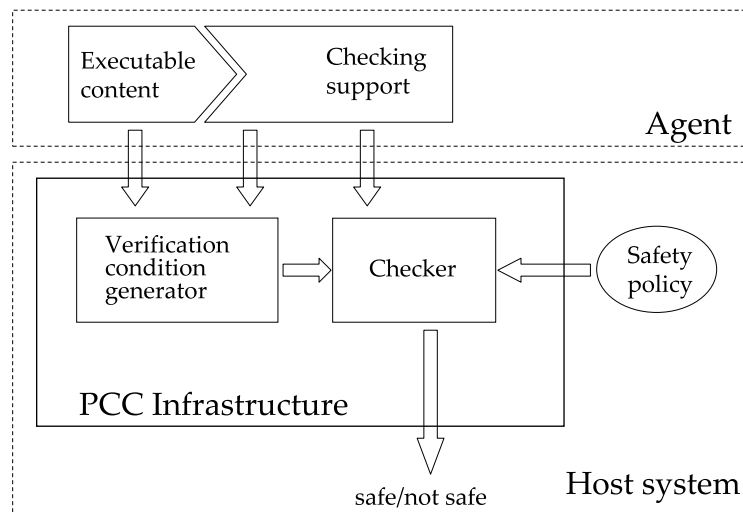 Executable
content
Checking
support
Agent
Verification
condition
generator
Checker
Safety
policy
PCC Infrastructure
Host system
safe/not safe